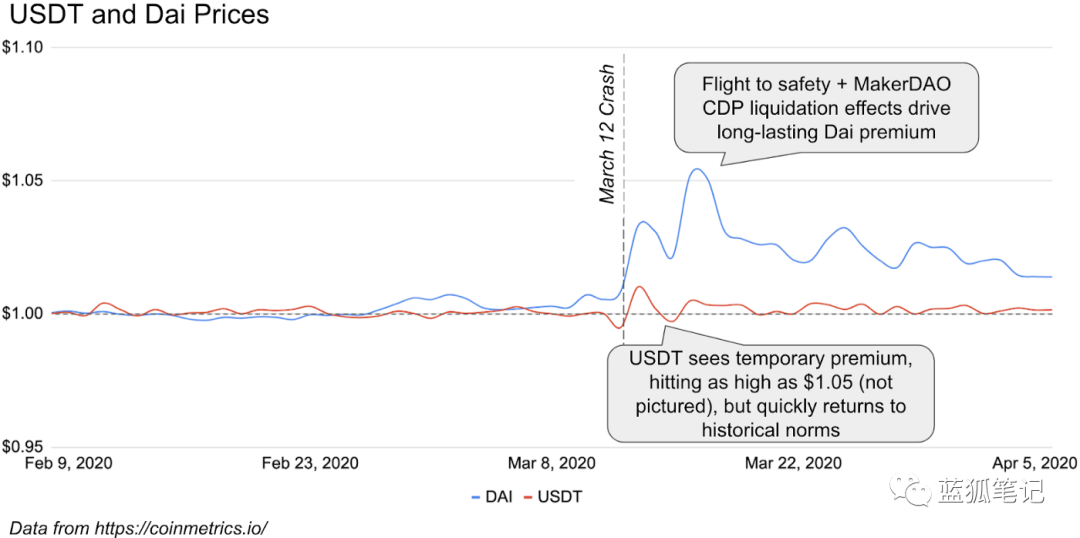 USDT and Dai Prices
$1.10
$1.05
$1.00
$0.95
March 12 Crash
Flight to safety + MakerDAO
CDP liquidation effects drive
long-lasting Dai premium
USDT sees temporary premium,
hitting as high as $1.05 (not
pictured), but quickly returns to
historical norms
Feb 9, 2020
Feb 23, 2020
Mar 8, 2020
Mar 22, 2020
Apr 5, 2020
DAI
USDT
蓝狐笔记
Data from https://coinmetrics.io/